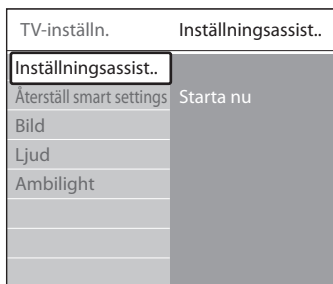 TV-inställn.
Inställningsassist..
Inställningsassist..
Återställ smart settings
Starta nu
Bild
Ljud
Ambilight